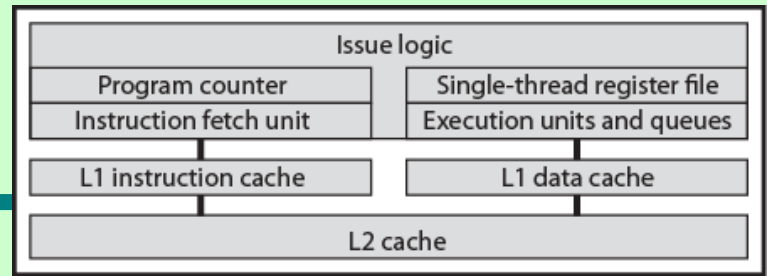 Issue logic
Program counter
Single-thread register file
Instruction fetch unit
Execution units and queues
L1 instruction cache
L1 data cache
L2 cache